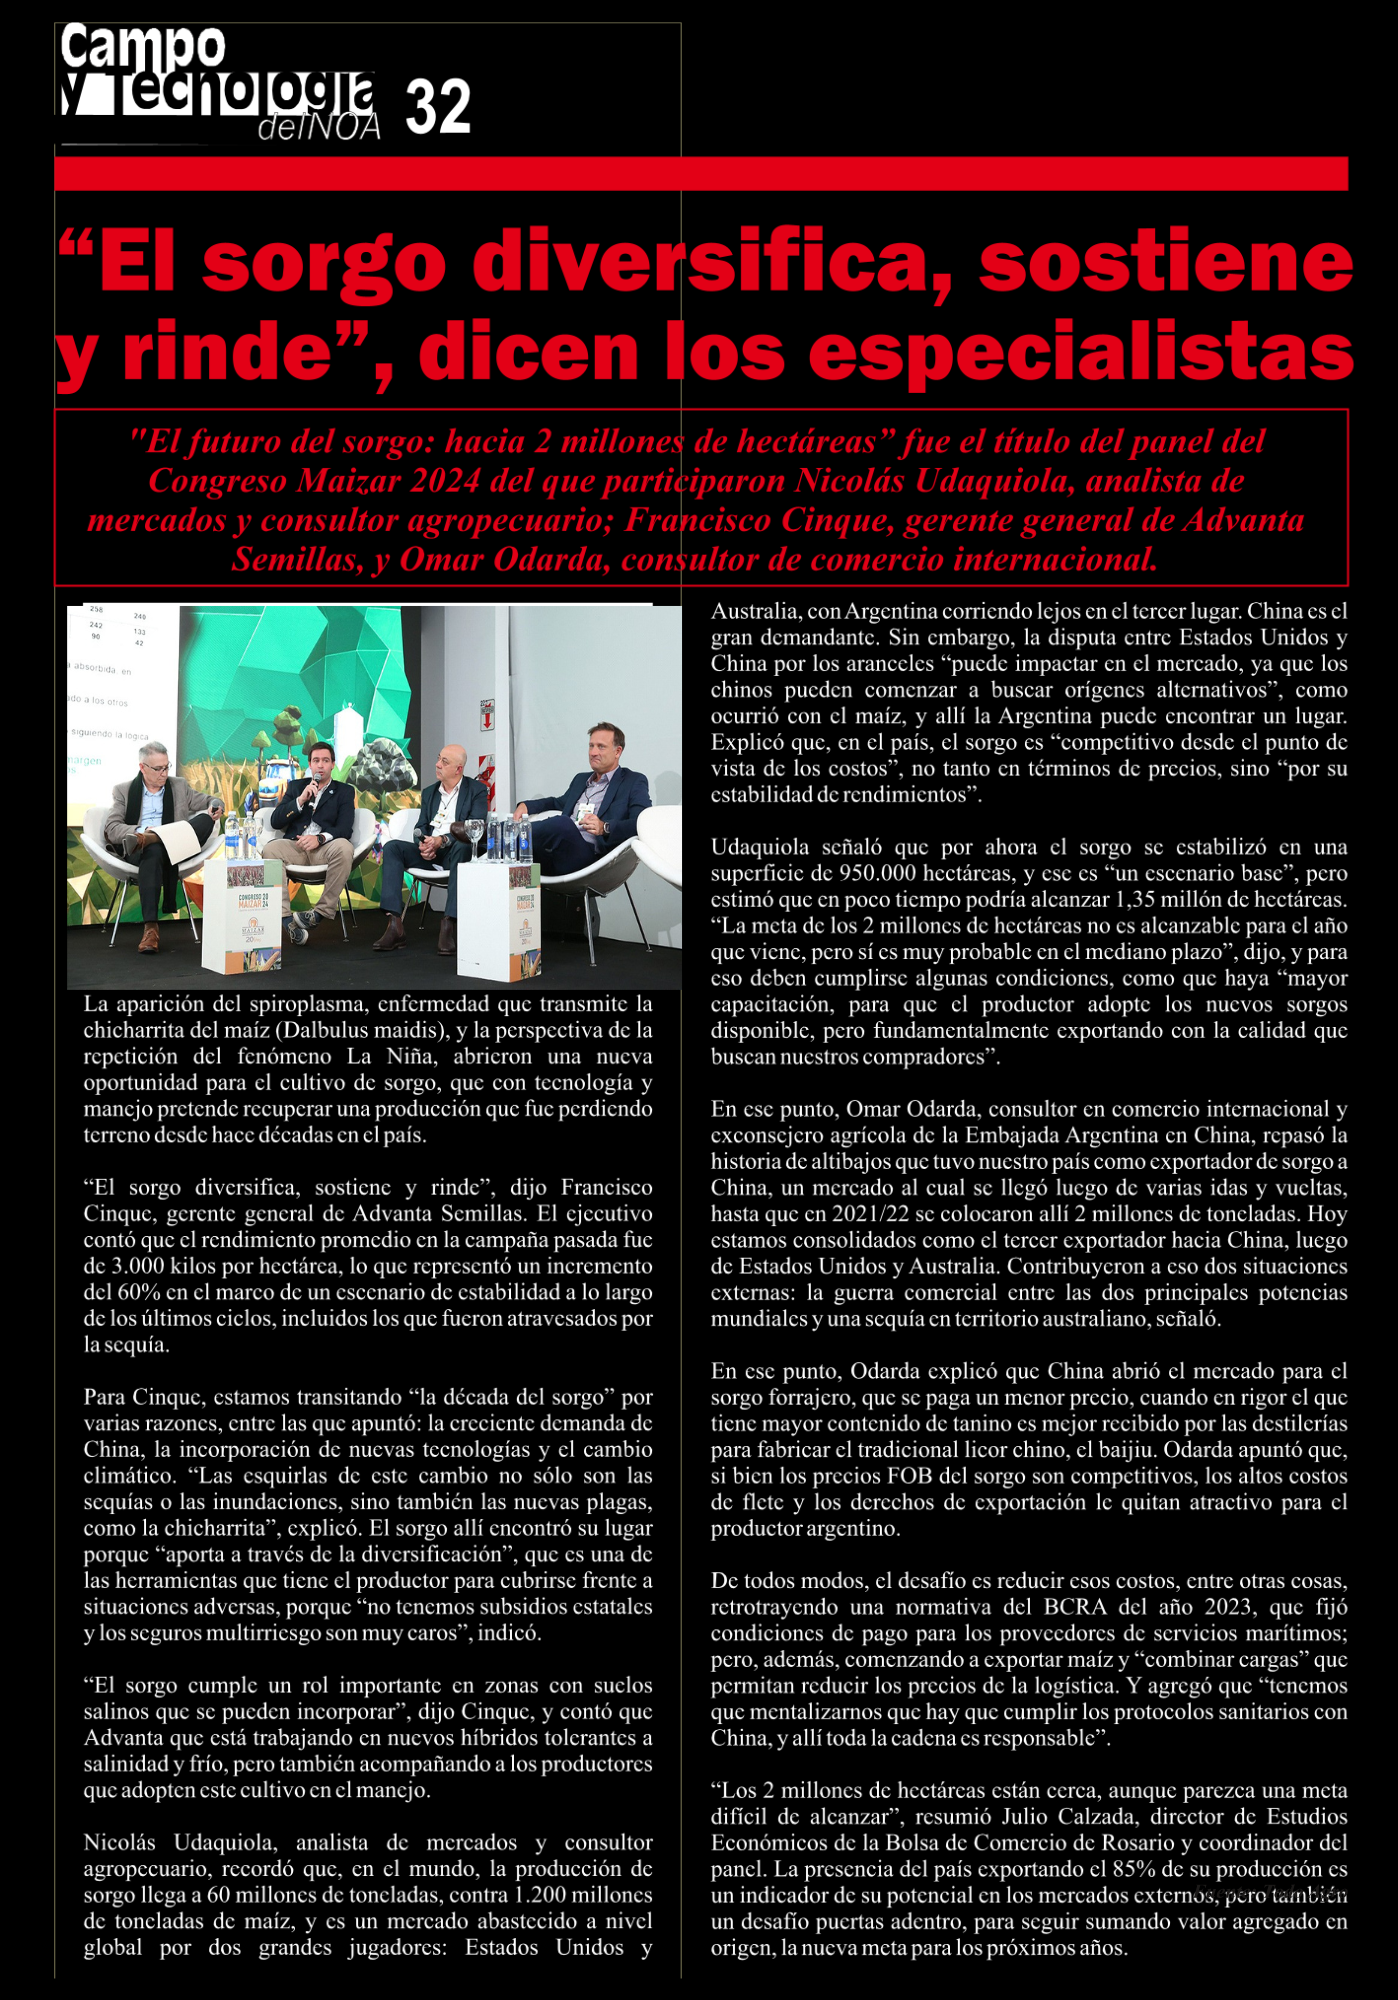 Campo
y Tecnología
del NOA 32
“El sorgo diversifica, sostiene
y rinde”, dicen los especialistas
"El futuro del sorgo: hacia 2 millones de hectáreas” fue el título del panel del
Congreso Maizar 2024 del que participaron Nicolás Udaquiola, analista de
mercados y consultor agropecuario; Francisco Cinque, gerente general de Advanta
Semillas, y Omar Odarda, consultor de comercio internacional.
258 240
242 133
90 42
a absorbida en
do a los otros
siguiendo la lógica
margen
CONGRESO 20
MAIZAR 24
MAIZAR
20
CONGRESO 20
MAIZAR 24
20
La aparición del spiroplasma, enfermedad que transmite la
chicharrita del maíz (Dalbulus maidis), y la perspectiva de la
repetición del fenómeno La Niña, abrieron una nueva
oportunidad para el cultivo de sorgo, que con tecnología y
manejo pretende recuperar una producción que fue perdiendo
terreno desde hace décadas en el país.
“El sorgo diversifica, sostiene y rinde”, dijo Francisco
Cinque, gerente general de Advanta Semillas. El ejecutivo
contó que el rendimiento promedio en la campaña pasada fue
de 3.000 kilos por hectárea, lo que representó un incremento
del 60% en el marco de un escenario de estabilidad a lo largo
de los últimos ciclos, incluidos los que fueron atravesados por
la sequía.
Para Cinque, estamos transitando “la década del sorgo” por
varias razones, entre las que apuntó: la creciente demanda de
China, la incorporación de nuevas tecnologías y el cambio
climático. “Las esquirlas de este cambio no sólo son las
sequías o las inundaciones, sino también las nuevas plagas,
como la chicharrita”, explicó. El sorgo allí encontró su lugar
porque “aporta a través de la diversificación”, que es una de
las herramientas que tiene el productor para cubrirse frente a
situaciones adversas, porque “no tenemos subsidios estatales
y los seguros multirriesgo son muy caros”, indicó.
“El sorgo cumple un rol importante en zonas con suelos
salinos que se pueden incorporar”, dijo Cinque, y contó que
Advanta que está trabajando en nuevos híbridos tolerantes a
salinidad y frío, pero también acompañando a los productores
que adopten este cultivo en el manejo.
Nicolás Udaquiola, analista de mercados y consultor
agropecuario, recordó que, en el mundo, la producción de
sorgo llega a 60 millones de toneladas, contra 1.200 millones
de toneladas de maíz, y es un mercado abastecido a nivel
global por dos grandes jugadores: Estados Unidos y
Australia, con Argentina corriendo lejos en el tercer lugar. China es el
gran demandante. Sin embargo, la disputa entre Estados Unidos y
China por los aranceles “puede impactar en el mercado, ya que los
chinos pueden comenzar a buscar orígenes alternativos”, como
ocurrió con el maíz, y allí la Argentina puede encontrar un lugar.
Explicó que, en el país, el sorgo es “competitivo desde el punto de
vista de los costos”, no tanto en términos de precios, sino “por su
estabilidad de rendimientos”.
Udaquiola señaló que por ahora el sorgo se estabilizó en una
superficie de 950.000 hectáreas, y ese es “un escenario base”, pero
estimó que en poco tiempo podría alcanzar 1,35 millón de hectáreas.
“La meta de los 2 millones de hectáreas no es alcanzable para el año
que viene, pero sí es muy probable en el mediano plazo”, dijo, y para
eso deben cumplirse algunas condiciones, como que haya “mayor
capacitación, para que el productor adopte los nuevos sorgos
disponible, pero fundamentalmente exportando con la calidad que
buscan nuestros compradores”.
En ese punto, Omar Odarda, consultor en comercio internacional y
exconsejero agrícola de la Embajada Argentina en China, repasó la
historia de altibajos que tuvo nuestro país como exportador de sorgo a
China, un mercado al cual se llegó luego de varias idas y vueltas,
hasta que en 2021/22 se colocaron allí 2 millones de toneladas. Hoy
estamos consolidados como el tercer exportador hacia China, luego
de Estados Unidos y Australia. Contribuyeron a eso dos situaciones
externas: la guerra comercial entre las dos principales potencias
mundiales y una sequía en territorio australiano, señaló.
En ese punto, Odarda explicó que China abrió el mercado para el
sorgo forrajero, que se paga un menor precio, cuando en rigor el que
tiene mayor contenido de tanino es mejor recibido por las destilerías
para fabricar el tradicional licor chino, el baijiu. Odarda apuntó que,
si bien los precios FOB del sorgo son competitivos, los altos costos
de flete y los derechos de exportación le quitan atractivo para el
productor argentino.
De todos modos, el desafío es reducir esos costos, entre otras cosas,
retrotrayendo una normativa del BCRA del año 2023, que fijó
condiciones de pago para los proveedores de servicios marítimos;
pero, además, comenzando a exportar maíz y “combinar cargas” que
permitan reducir los precios de la logística. Y agregó que “tenemos
que mentalizarnos que hay que cumplir los protocolos sanitarios con
China, y allí toda la cadena es responsable”.
“Los 2 millones de hectáreas están cerca, aunque parezca una meta
difícil de alcanzar”, resumió Julio Calzada, director de Estudios
Económicos de la Bolsa de Comercio de Rosario y coordinador del
panel. La presencia del país exportando el 85% de su producción es
un indicador de su potencial en los mercados externos, pero también
un desafío puertas adentro, para seguir sumando valor agregado en
origen, la nueva meta para los próximos años.